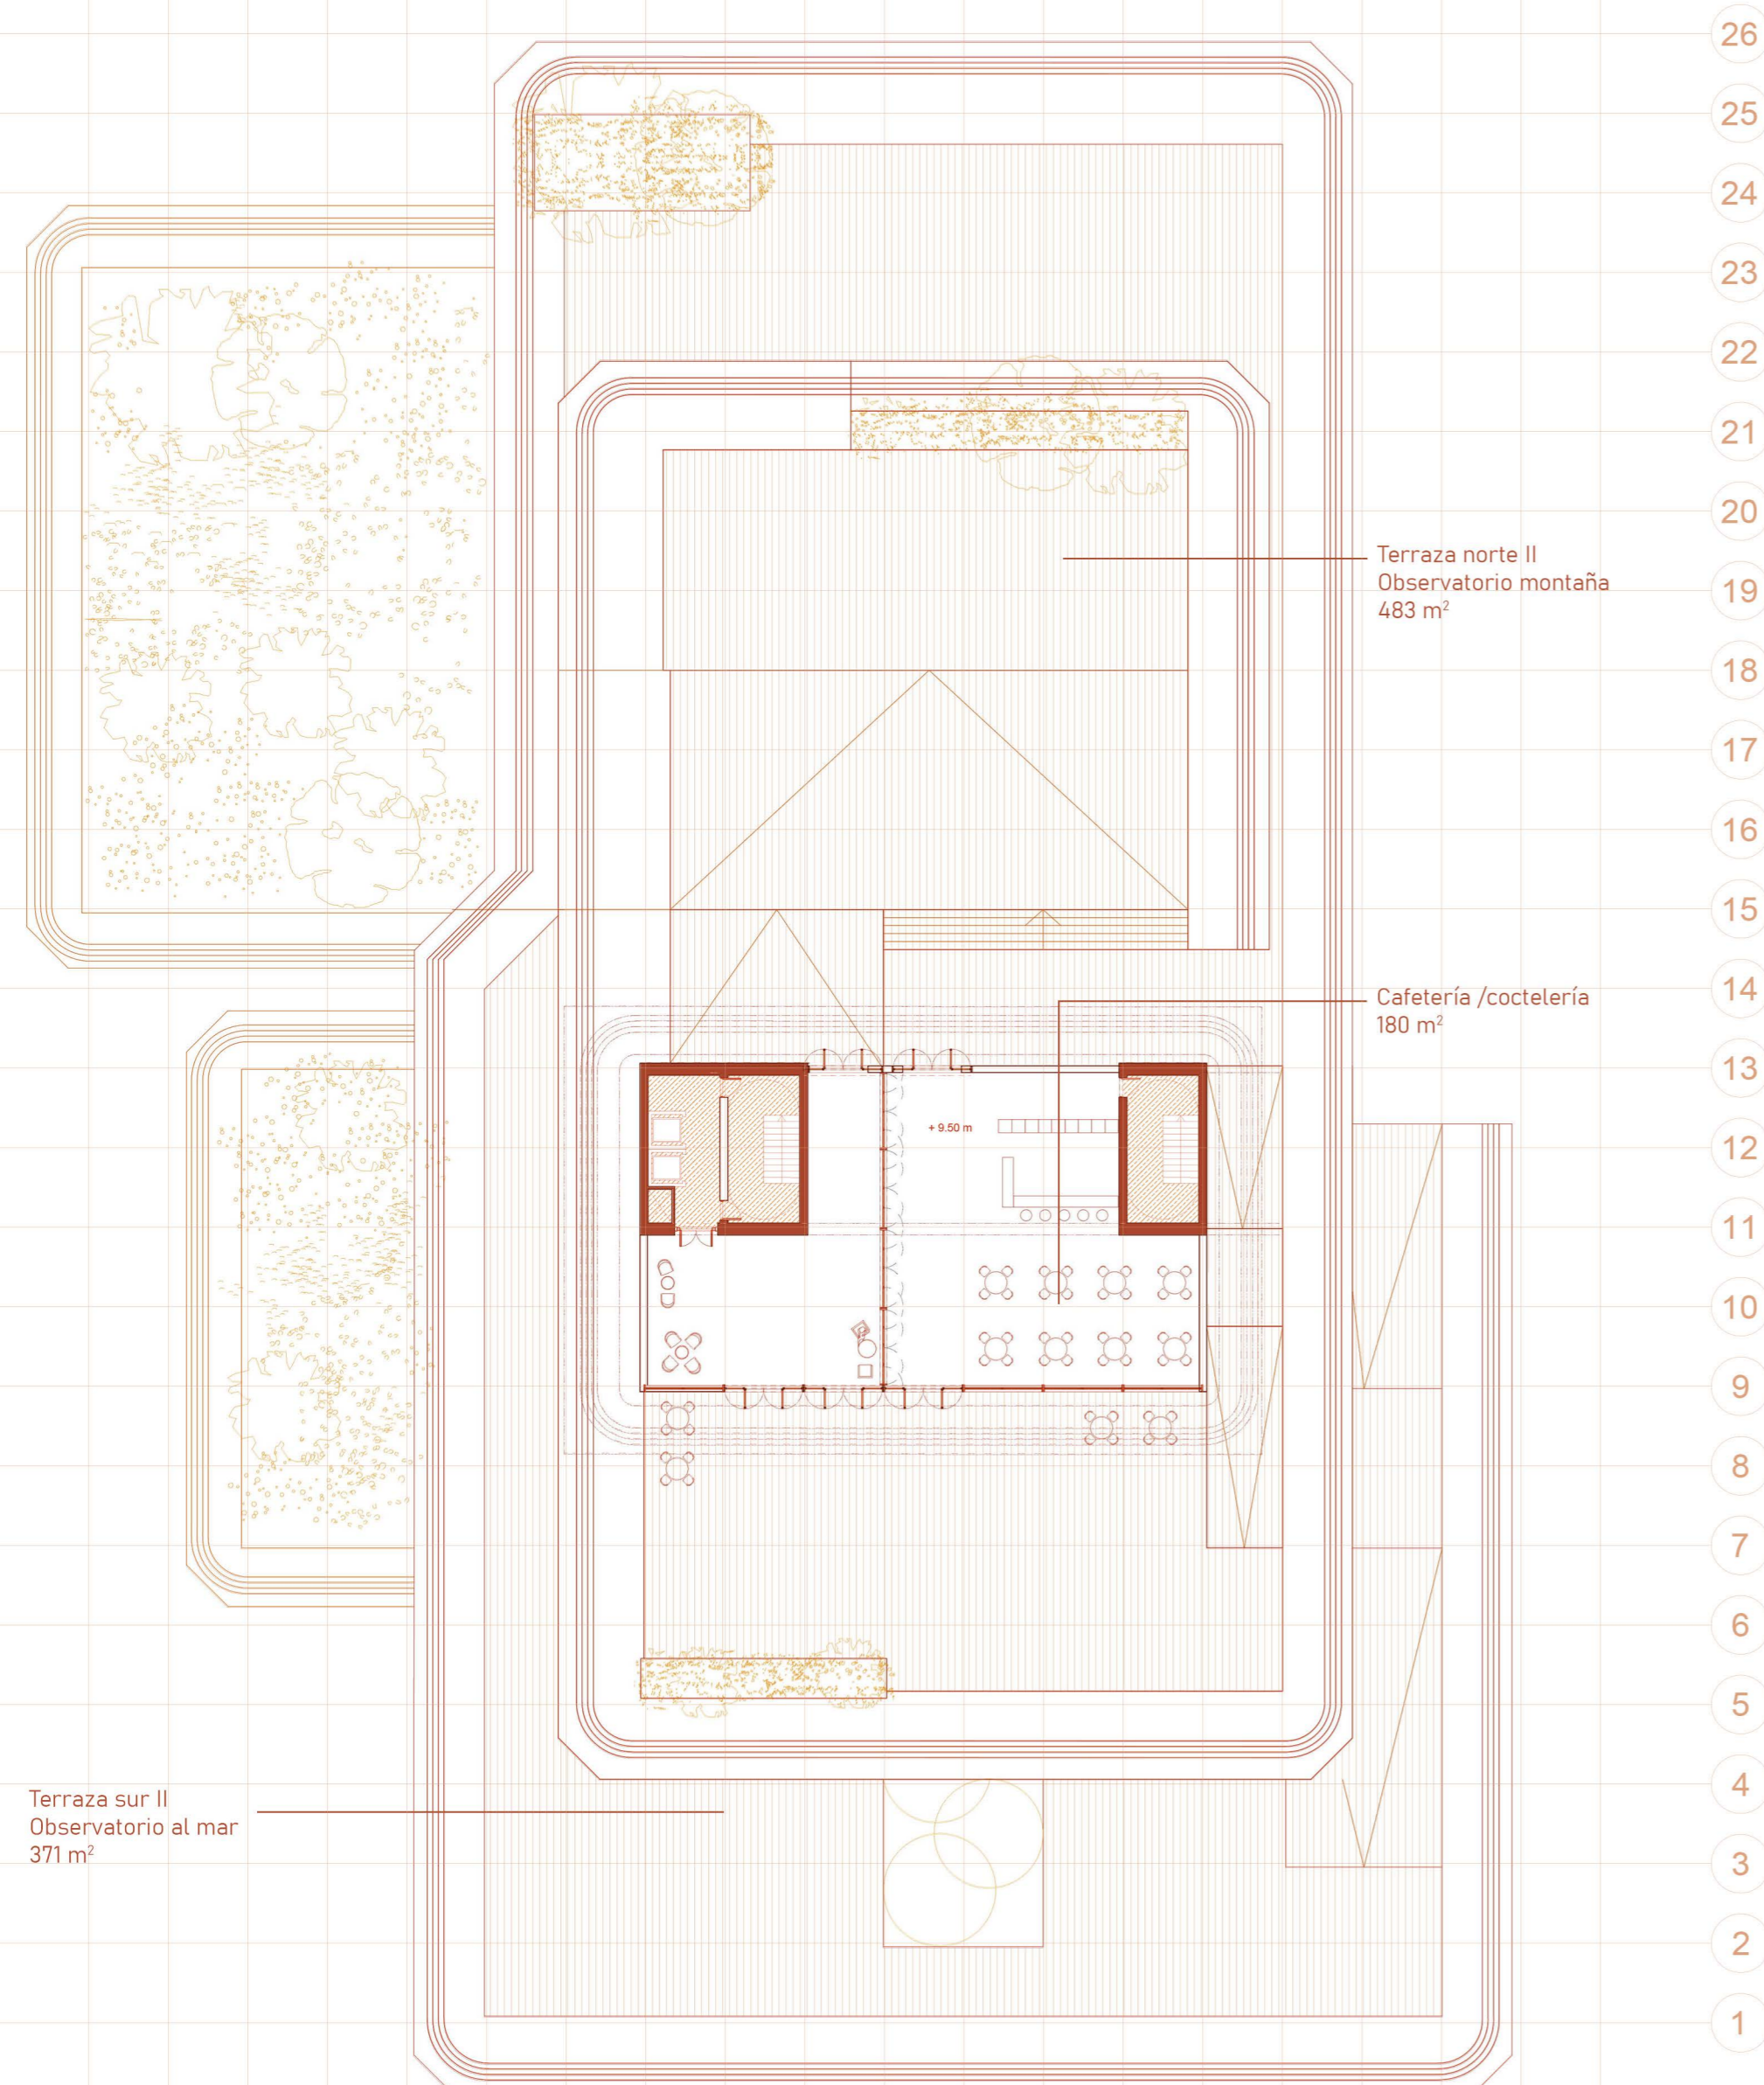 26
25
24
23
22
21
20
Terraza norte II
Observatorio montaña
483 m²
19
18
17
16
15
14
Cafetería /coctelería
180 m²
13
+ 9.50 m
12
11
10
9
8
7
6
5
4
Terraza sur II
Observatorio al mar
371 m²
3
2
1